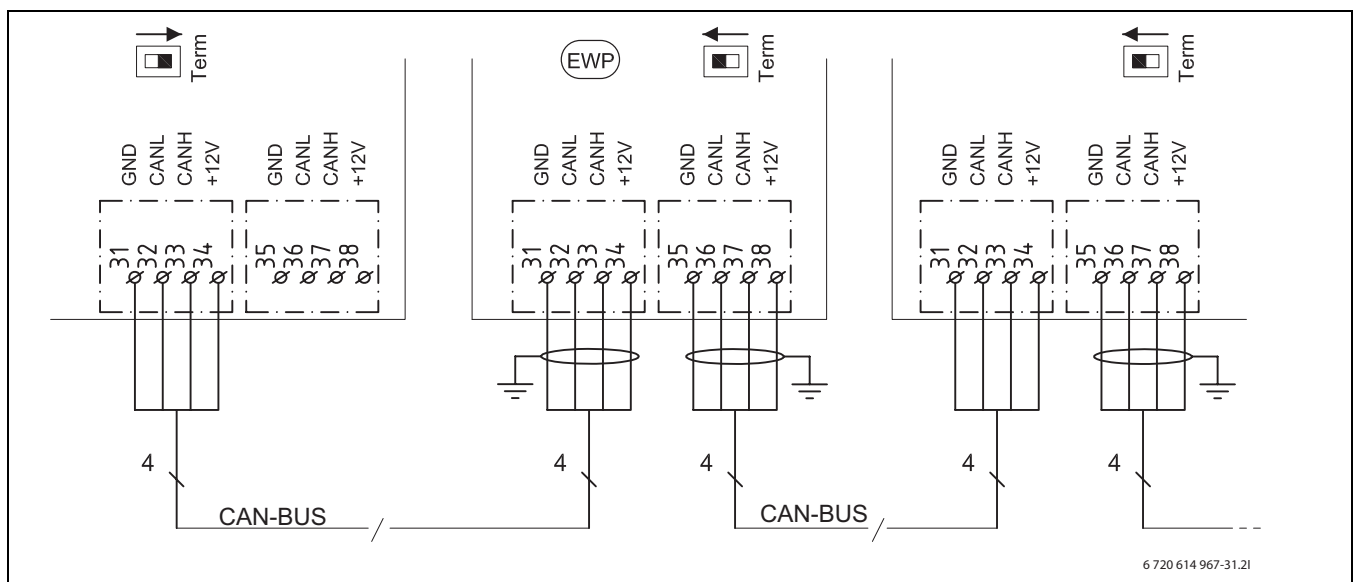 Term
EWP
Term
Term
GND CANL CANH +12V
GND CANL CANH +12V
GND CANL CANH +12V
GND CANL CANH +12V
GND CANL CANH +12V
GND CANL CANH +12V
31 32 33 34
35 36 37 38
31 32 33 34
35 36 37 38
31 32 33 34
35 36 37 38
4
4
4
4
4
CAN-BUS
CAN-BUS
6 720 614 967-31.2I